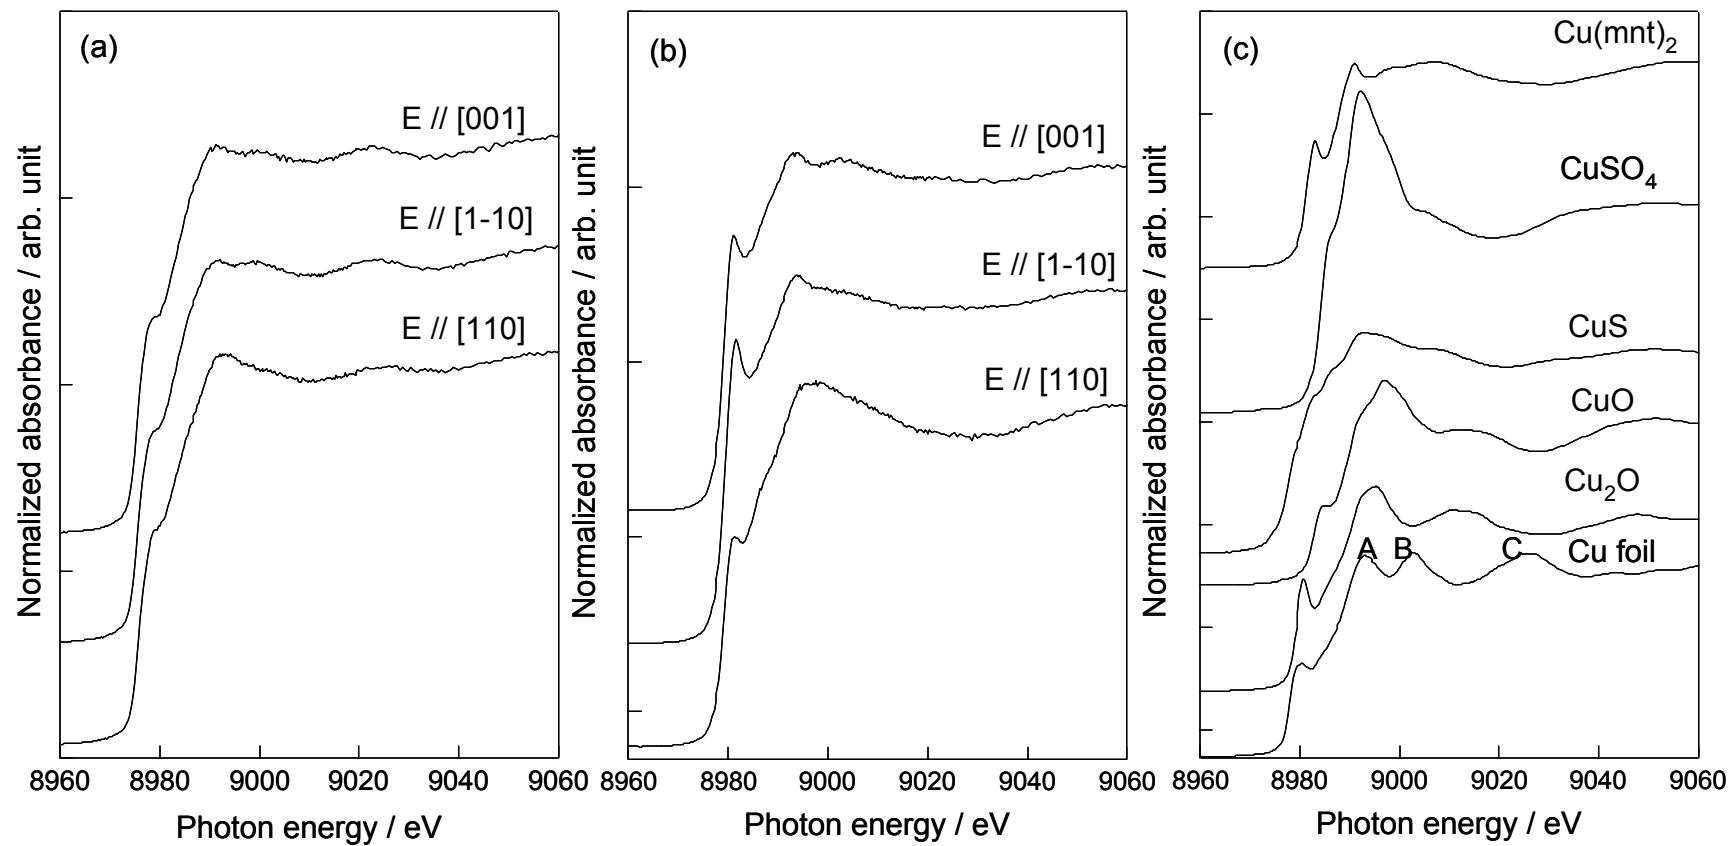 (a)
E // [001]
E // [1-10]
E // [110]
Normalized absorbance / arb. unit
8960 8980 9000 9020 9040 9060
Photon energy / eV
(b)
E // [001]
E // [1-10]
E // [110]
Normalized absorbance / arb. unit
8960 8980 9000 9020 9040 9060
Photon energy / eV
(c)
Cu(mnt)₂
CuSO₄
CuS
CuO
Cu₂O
A B C Cu foil
Normalized absorbance / arb. unit
8960 8980 9000 9020 9040 9060
Photon energy / eV